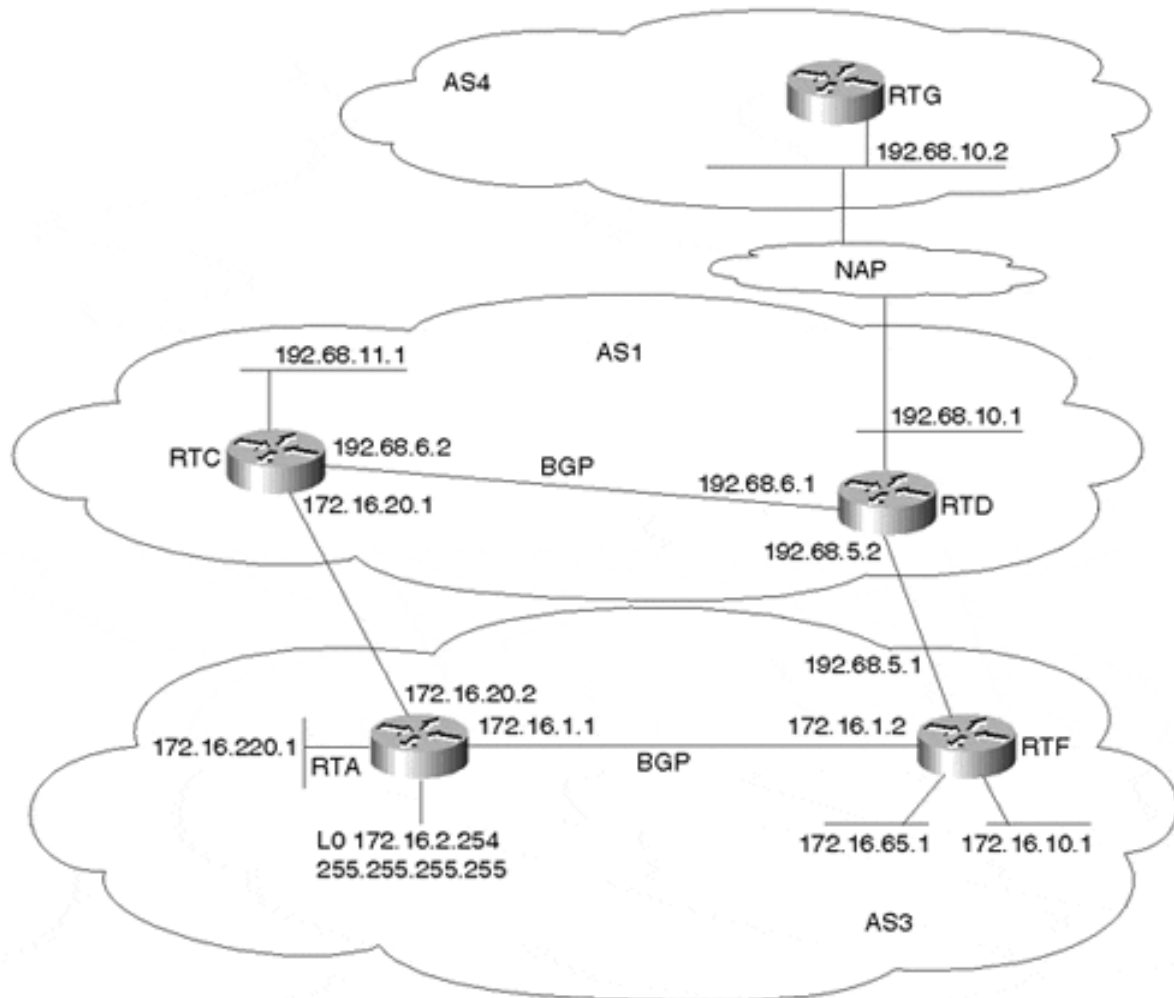 AS4
RTG
192.68.10.2
NAP
AS1
192.68.11.1
192.68.10.1
RTC
192.68.6.2
BGP
192.68.6.1
RTD
172.16.20.1
192.68.5.2
192.68.5.1
172.16.20.2
172.16.1.1
172.16.1.2
RTF
172.16.220.1
RTA
BGP
L0 172.16.2.254
255.255.255.255
172.16.65.1
172.16.10.1
AS3